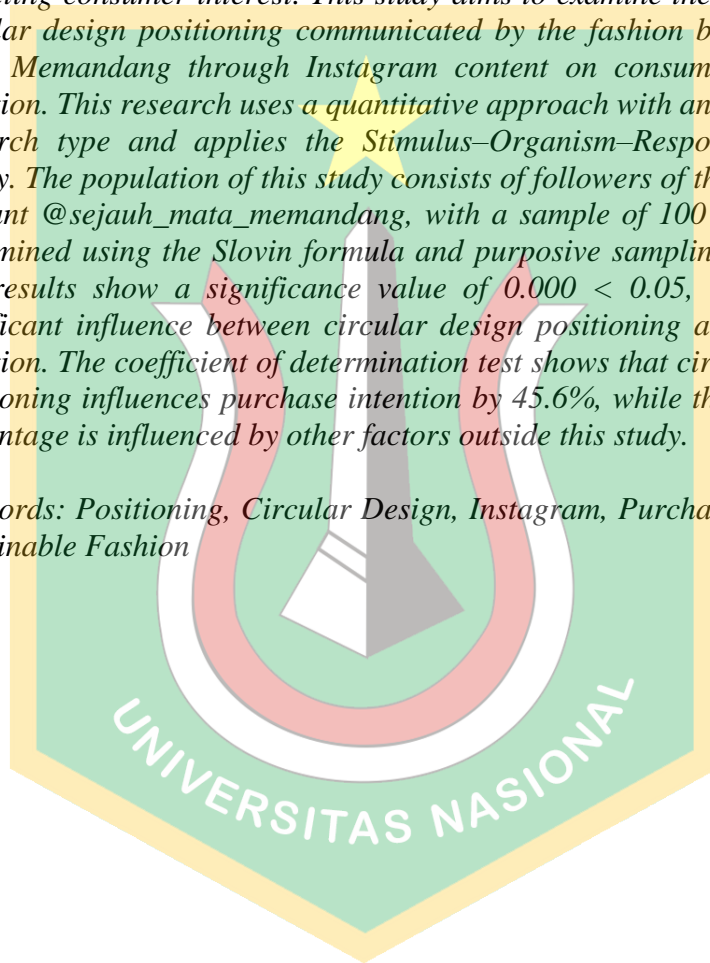 ting consumer interest. This study aims to examine the
lar design positioning communicated by the fashion b
Memandang through Instagram content on consum
tion. This research uses a quantitative approach with an
rch type and applies the Stimulus–Organism–Respo
y. The population of this study consists of followers of th
unt @sejauh_mata_memandang, with a sample of 100
mined using the Slovin formula and purposive samplin
results show a significance value of 0.000 < 0.05,
ficant influence between circular design positioning a
tion. The coefficient of determination test shows that cir
oning influences purchase intention by 45.6%, while th
ntage is influenced by other factors outside this study.
ords: Positioning, Circular Design, Instagram, Purcha
inable Fashion
UNIVERSITAS NASIONAL